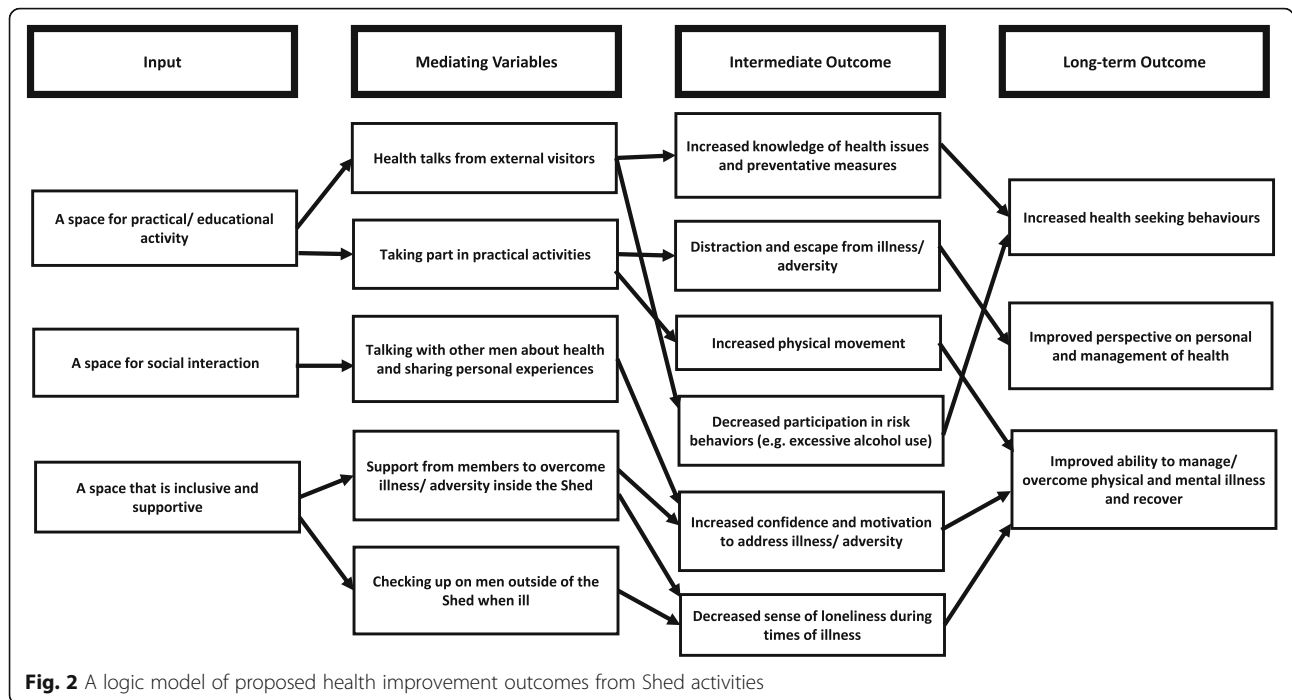 Input
Mediating Variables
Intermediate Outcome
Long-term Outcome
A space for practical/ educational
activity
A space for social interaction
A space that is inclusive and
supportive
Health talks from external visitors
Taking part in practical activities
Talking with other men about health
and sharing personal experiences
Support from members to overcome
illness/ adversity inside the Shed
Checking up on men outside of the
Shed when ill
Increased knowledge of health issues
and preventative measures
Distraction and escape from illness/
adversity
Increased physical movement
Decreased participation in risk
behaviors (e.g. excessive alcohol use)
Increased confidence and motivation
to address illness/ adversity
Decreased sense of loneliness during
times of illness
Increased health seeking behaviours
Improved perspective on personal
and management of health
Improved ability to manage/
overcome physical and mental illness
and recover
Fig. 2 A logic model of proposed health improvement outcomes from Shed activities